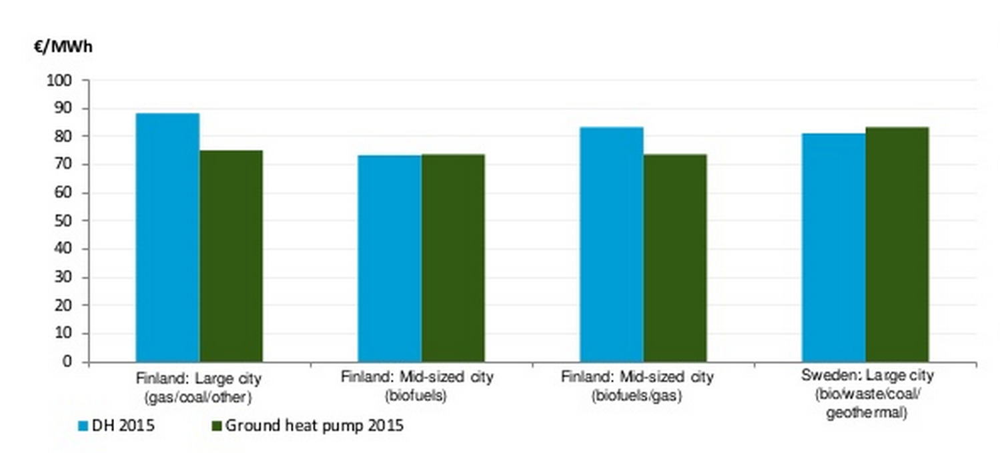 €/MWh
100
90
80
70
60
50
40
30
20
10
0
Finland: Large city
(gas/coal/other)
Finland: Mid-sized city
(biofuels)
Finland: Mid-sized city
(biofuels/gas)
Sweden: Large city
(bio/waste/coal/
geothermal)
DH 2015
Ground heat pump 2015